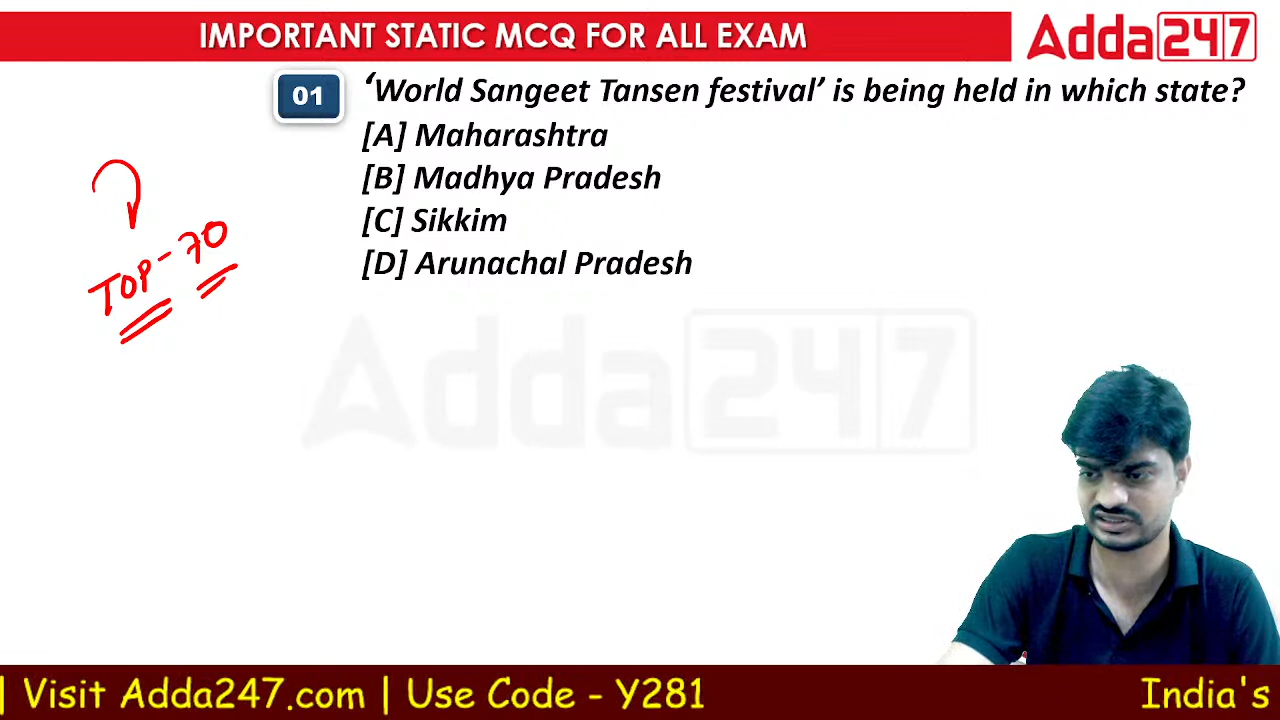 IMPORTANT STATIC MCQ FOR ALL EXAM
Adda247
01
‘World Sangeet Tansen festival’ is being held in which state?
[A] Maharashtra
[B] Madhya Pradesh
[C] Sikkim
[D] Arunachal Pradesh
TOP-70
Adda247
| Visit Adda247.com | Use Code - Y281
India's